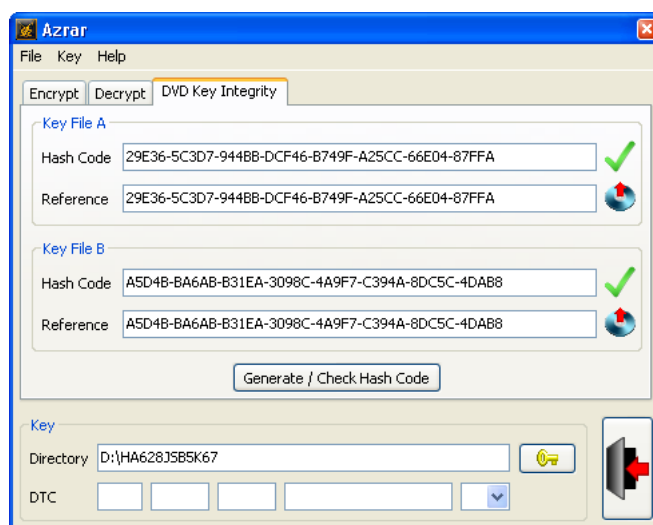 Azrar
File Key Help
Encrypt Decrypt DVD Key Integrity
Key File A
Hash Code 29E36-5C3D7-944BB-DCF46-B749F-A25CC-66E04-87FFA
Reference 29E36-5C3D7-944BB-DCF46-B749F-A25CC-66E04-87FFA
Key File B
Hash Code A5D4B-BA6AB-B31EA-3098C-4A9F7-C394A-8DC5C-4DAB8
Reference A5D4B-BA6AB-B31EA-3098C-4A9F7-C394A-8DC5C-4DAB8
Generate / Check Hash Code
Key
Directory D:\HA628JSB5K67
DTC